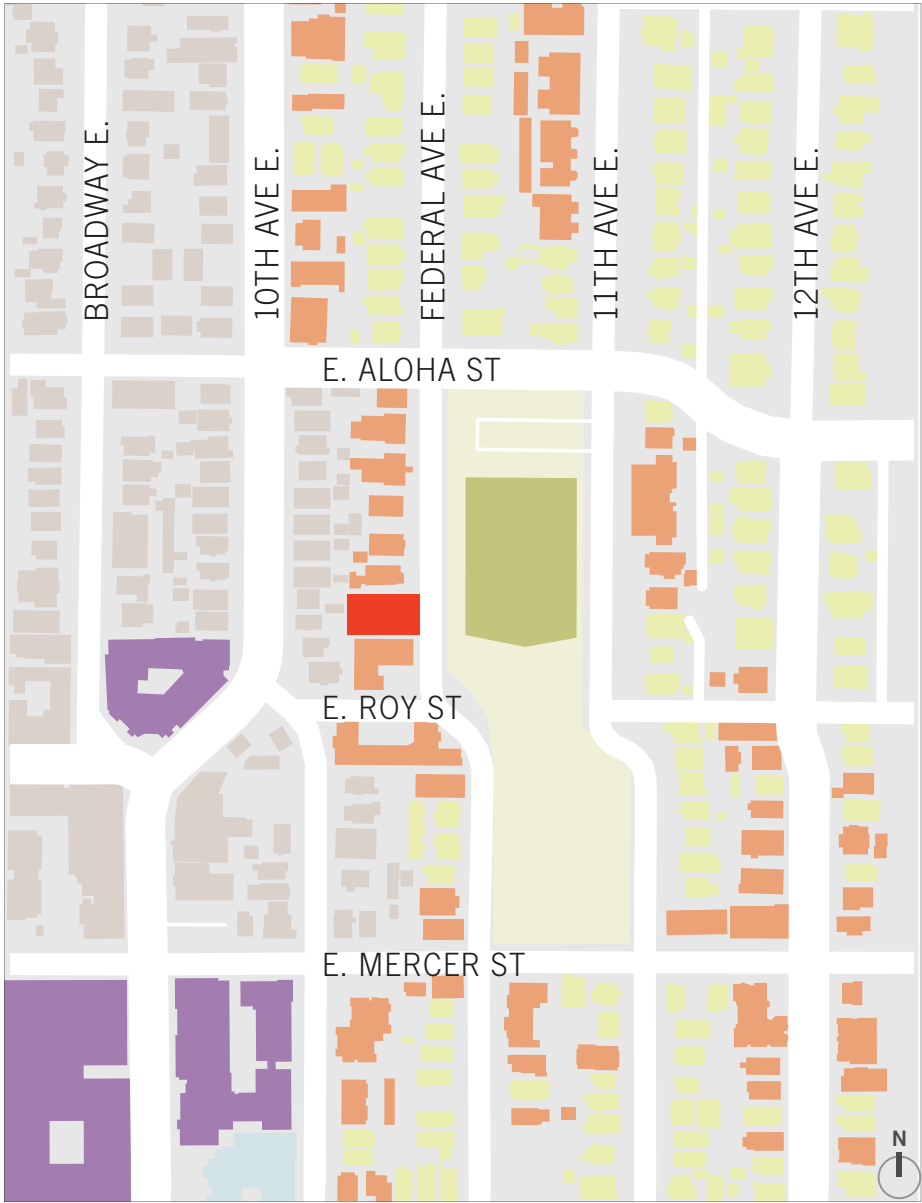 BROADWAY E.
10TH AVE E.
FEDERAL AVE E.
11TH AVE E.
12TH AVE E.
E. ALOHA ST
E. ROY ST
E. MERCER ST
N